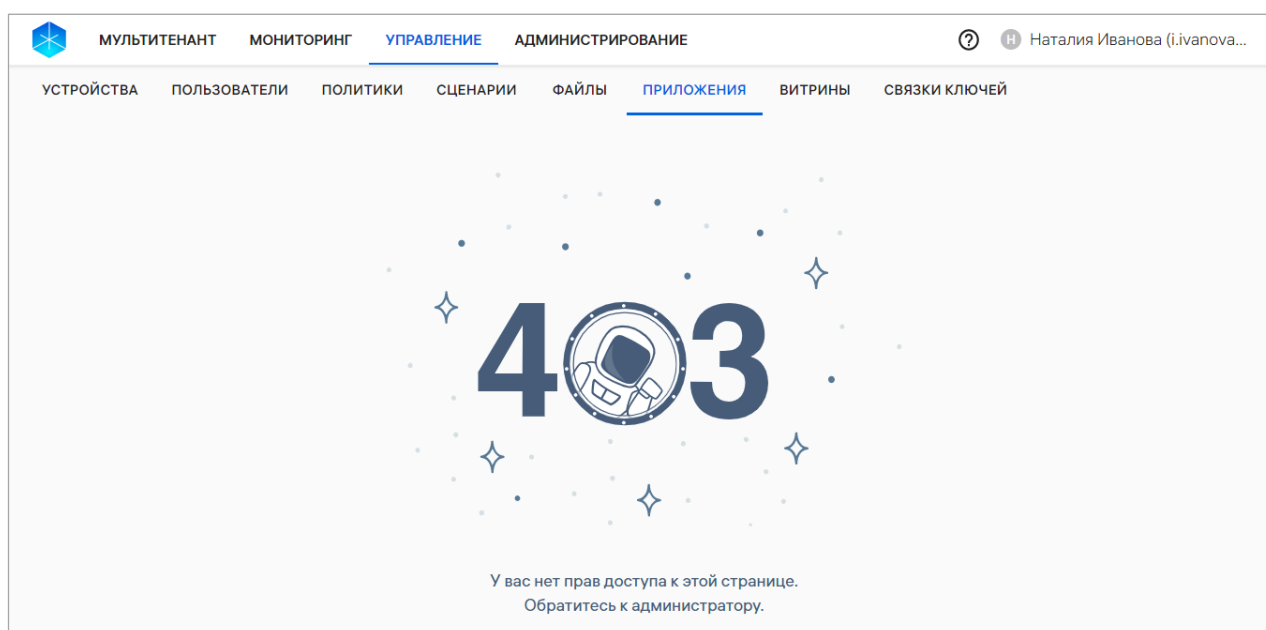 МУЛЬТИТЕНАНТ МОНИТОРИНГ УПРАВЛЕНИЕ АДМИНИСТРИРОВАНИЕ ? Н Наталия Иванова (i.ivanova...
УСТРОЙСТВА ПОЛЬЗОВАТЕЛИ ПОЛИТИКИ СЦЕНАРИИ ФАЙЛЫ ПРИЛОЖЕНИЯ ВИТРИНЫ СВЯЗКИ КЛЮЧЕЙ
403
У вас нет прав доступа к этой странице.
Обратитесь к администратору.